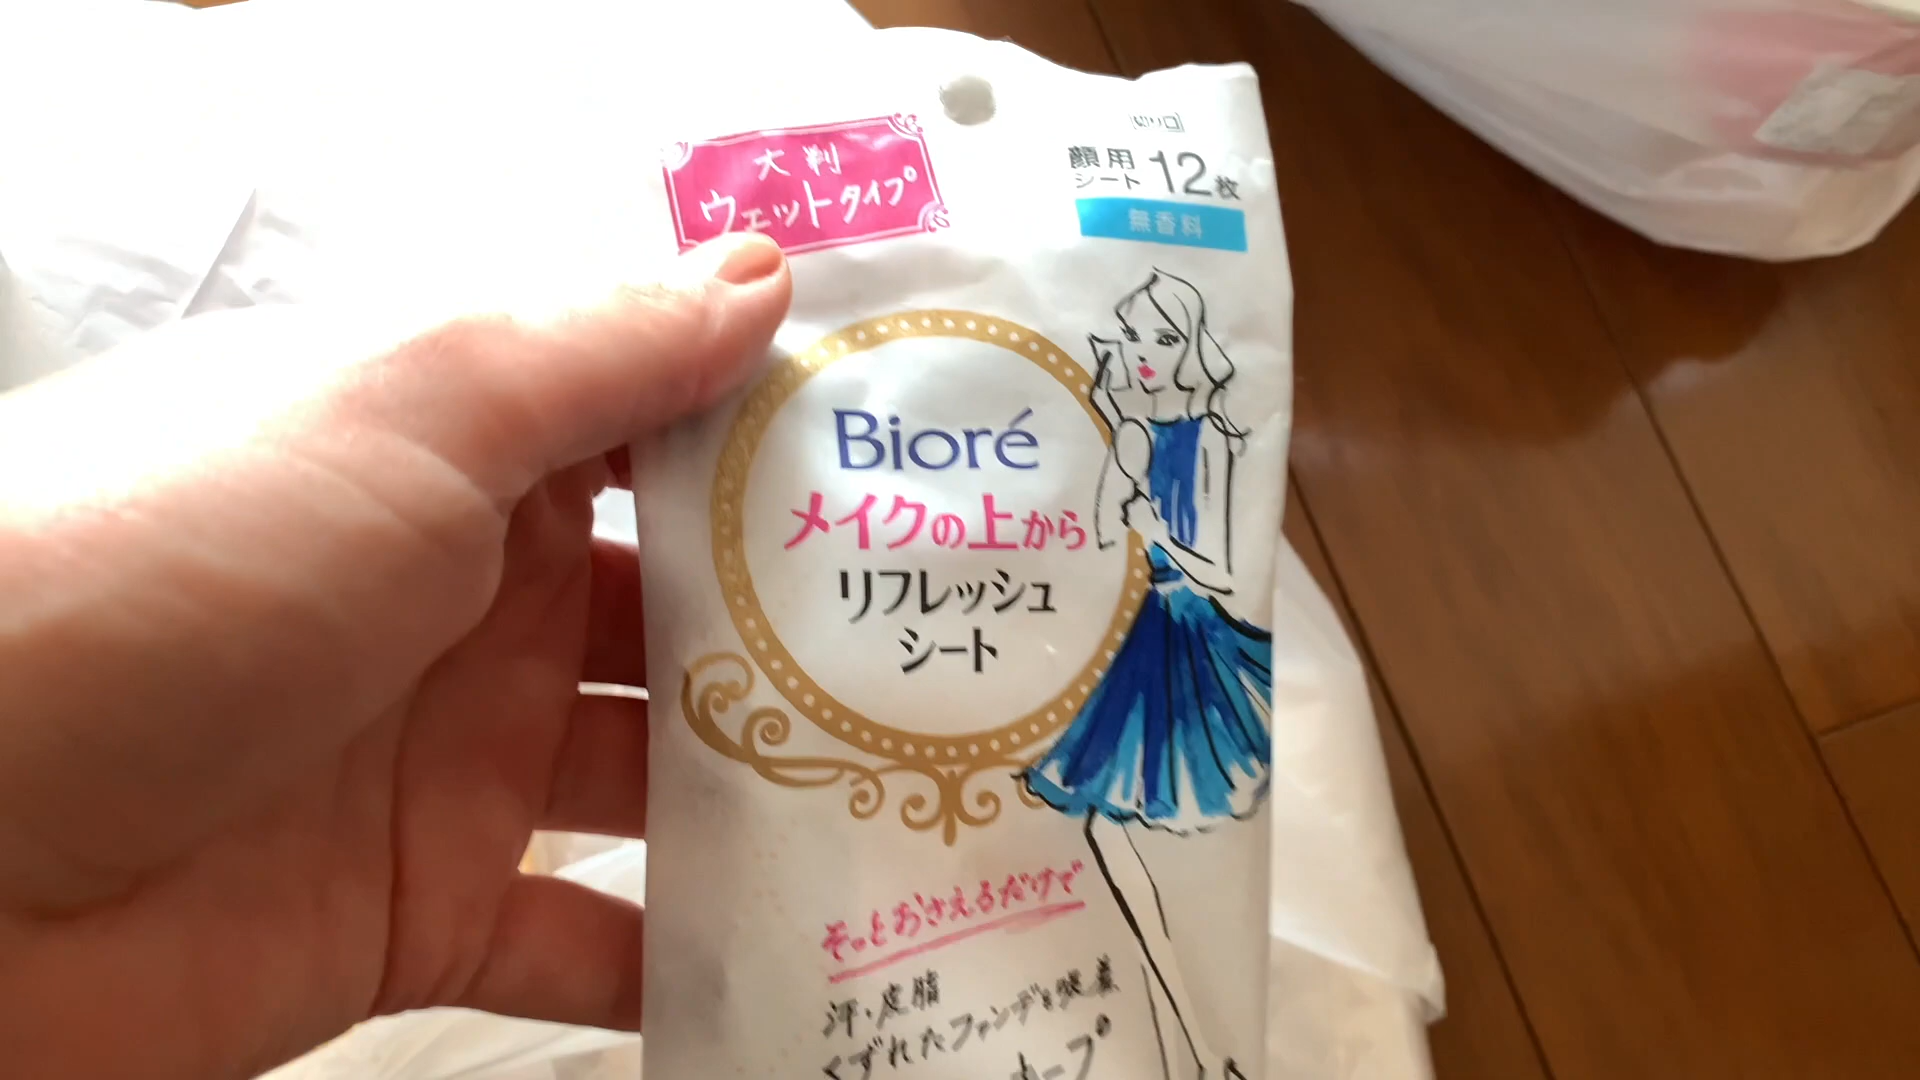 大判
ウェットタイプ
切り口
顔用
シート
12枚
無香料
Bioré
メイクの上から
リフレッシュ
シート
そっとおさえるだけで
汗・皮脂
くずれたファンデを吸着